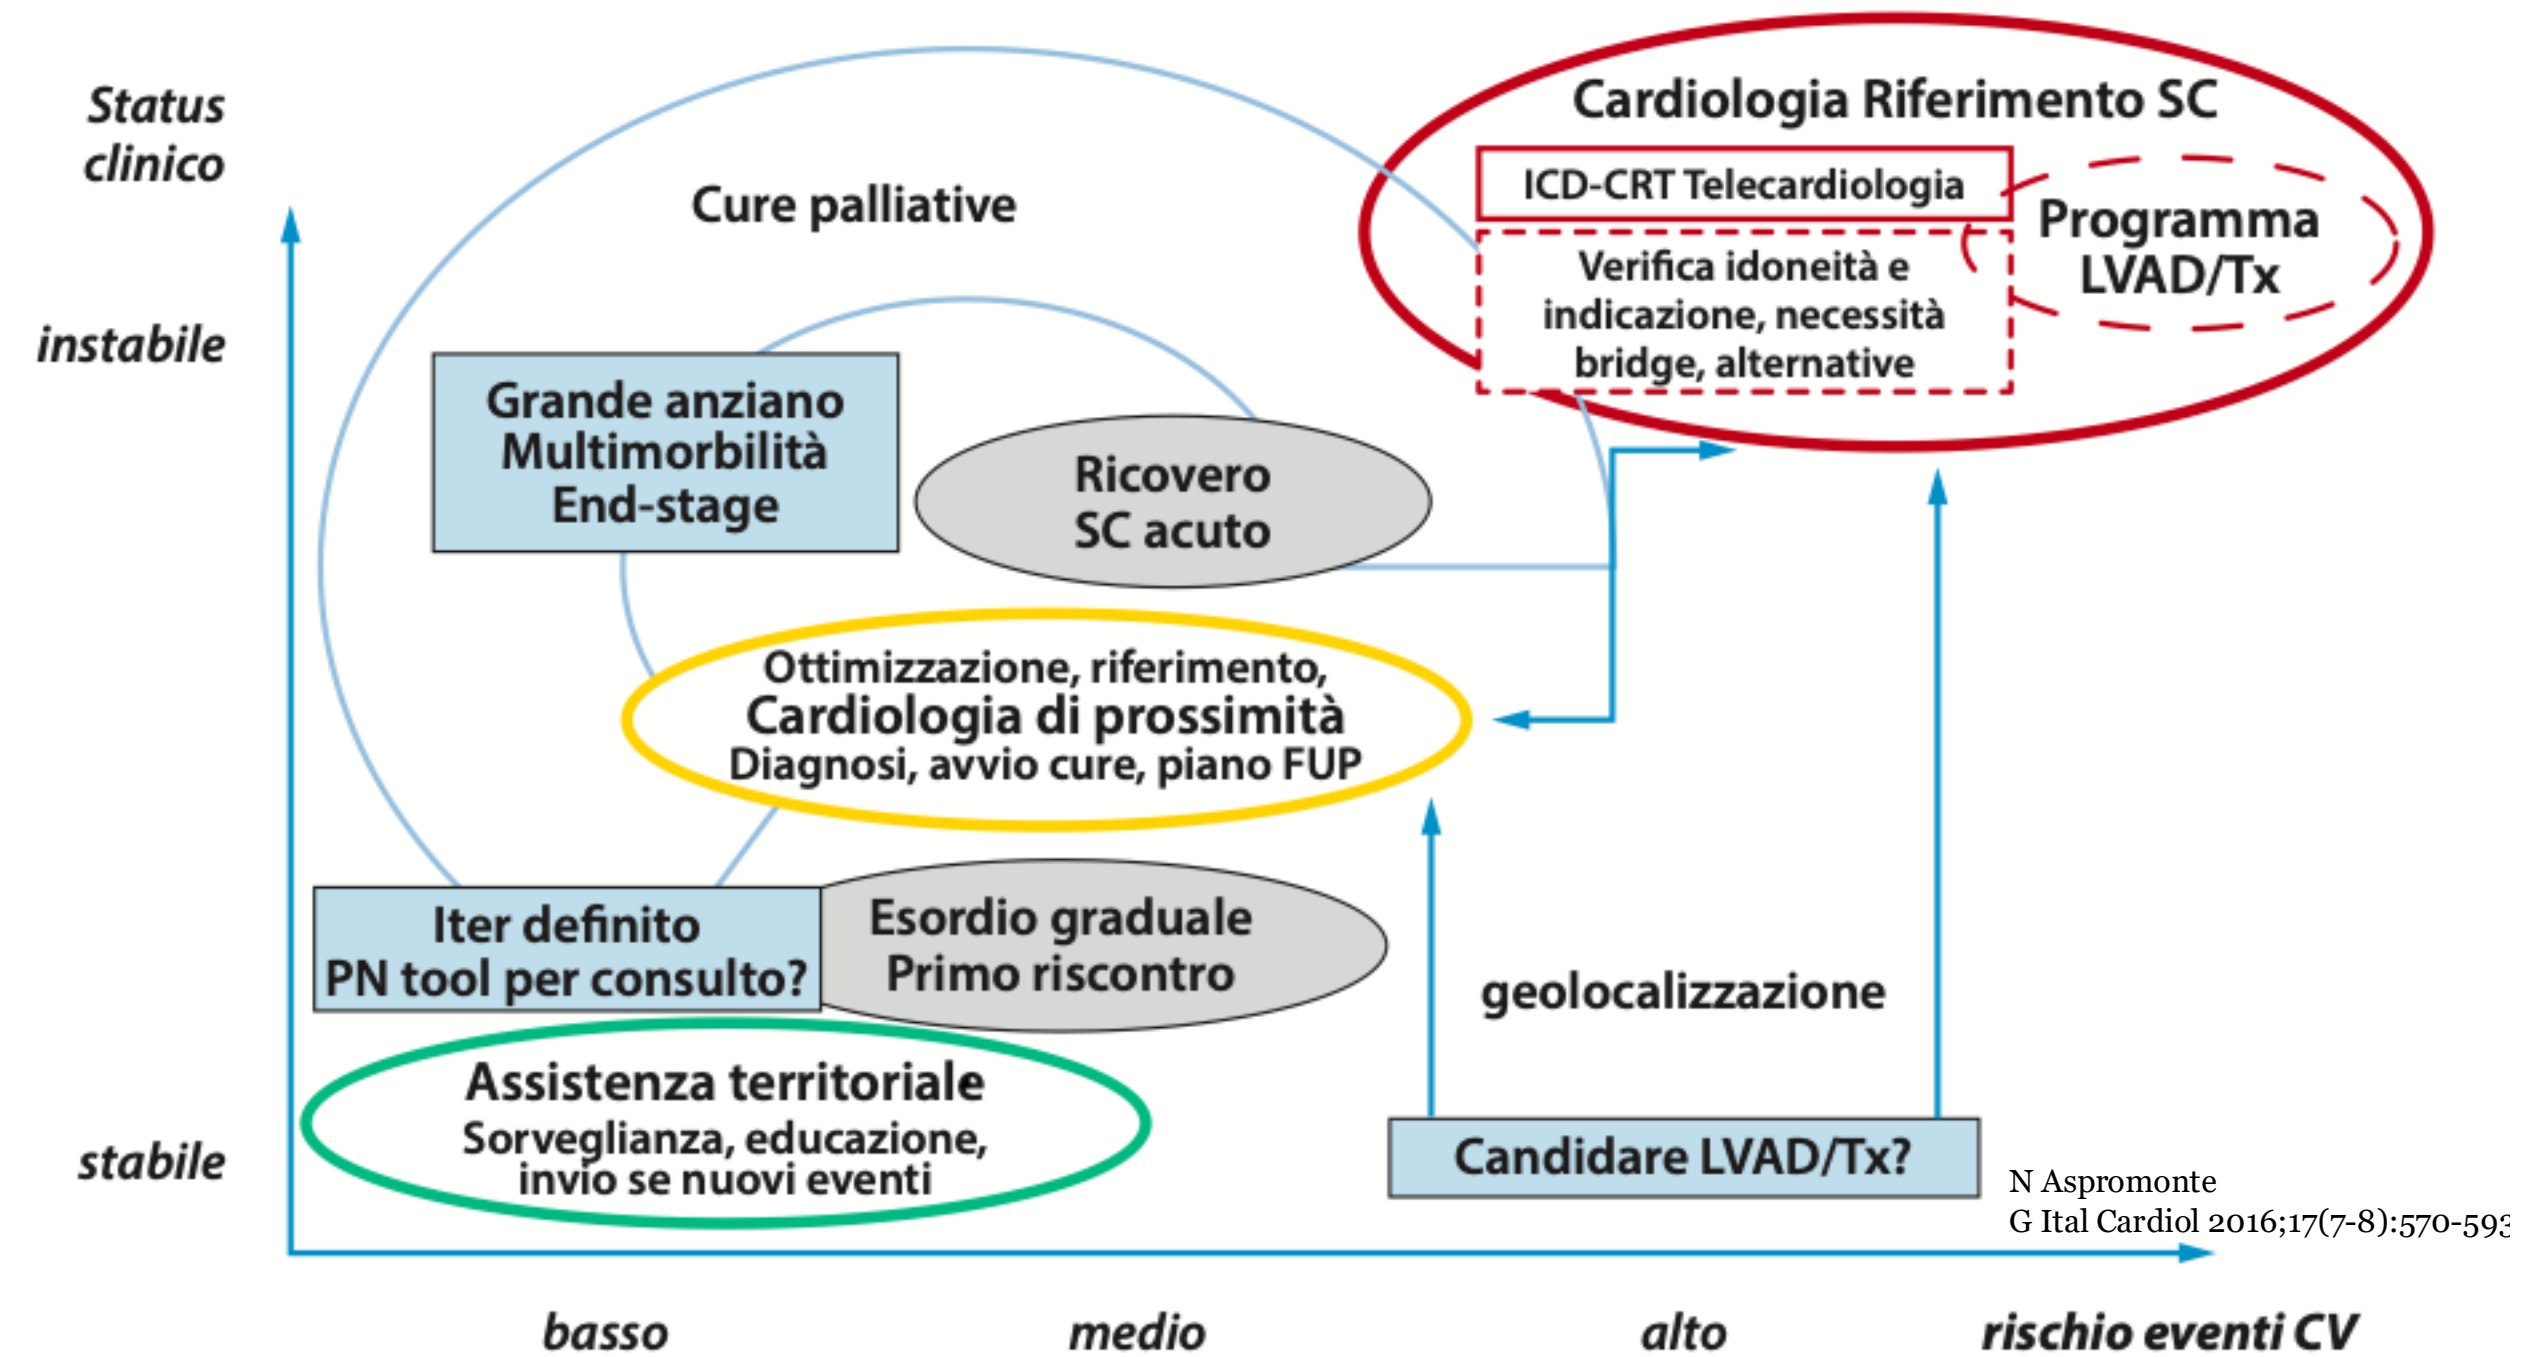 Status
clinico
instabile
stabile
Cure palliative
Cardiologia Riferimento SC
ICD-CRT Telecardiologia
Verifica idoneità e
indicazione, necessità
bridge, alternative
Programma
LVAD/Tx
Grande anziano
Multimorbilità
End-stage
Ricovero
SC acuto
Ottimizzazione, riferimento,
Cardiologia di prossimità
Diagnosi, avvio cure, piano FUP
Iter definito
PN tool per consulto?
Esordio graduale
Primo riscontro
geolocalizzazione
Assistenza territoriale
Sorveglianza, educazione,
invio se nuovi eventi
Candidare LVAD/Tx?
N Aspromonte
G Ital Cardiol 2016;17(7-8):570-593
basso
medio
alto
rischio eventi CV